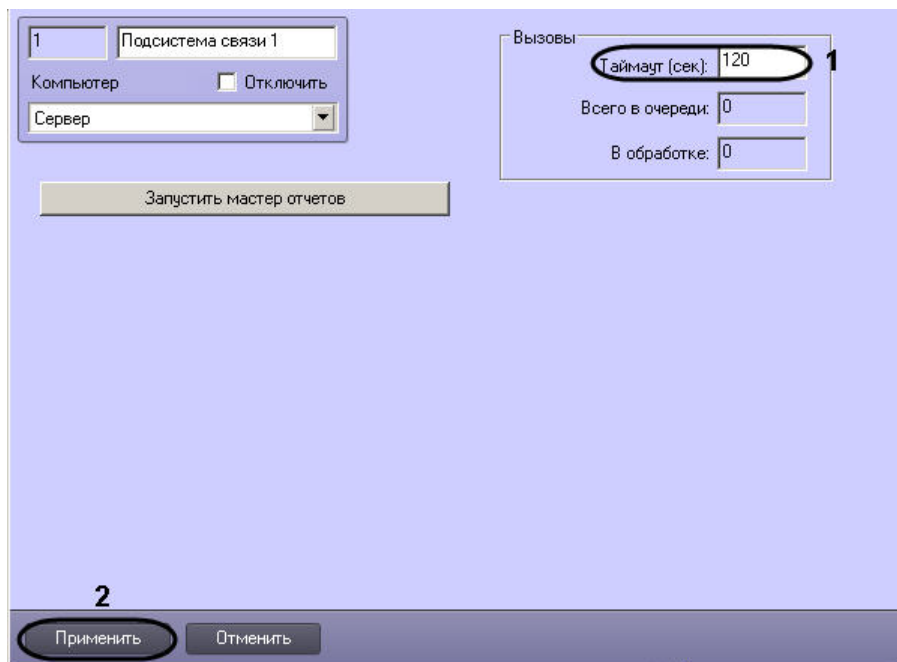 1
Подсистема связи 1
Компьютер
Отключить
Сервер
Запустить мастер отчетов
Вызовы
Таймаут (сек):
120
1
Всего в очереди:
0
В обработке:
0
2
Применить
Отменить